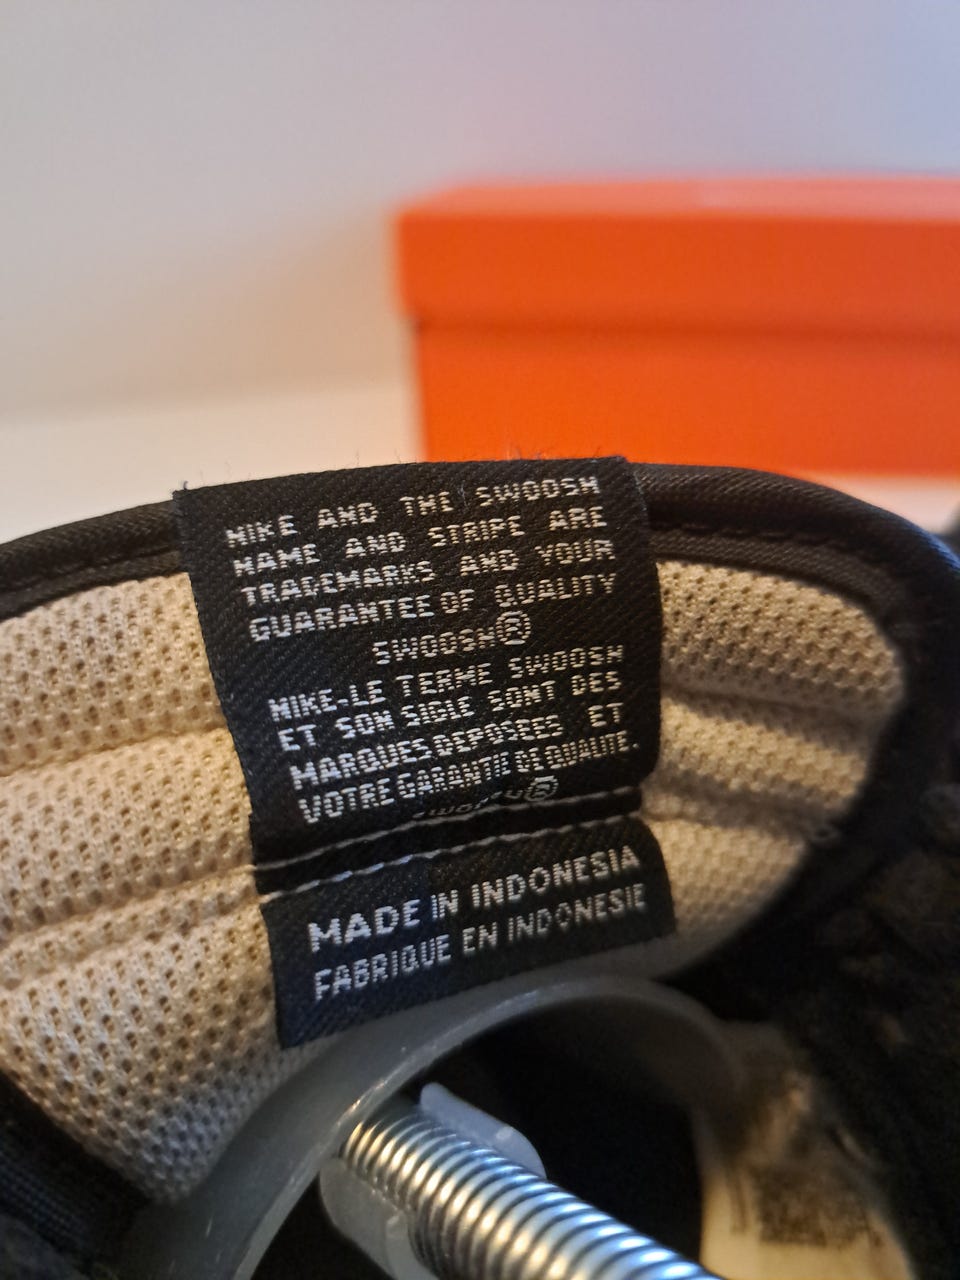 NIKE AND THE SWOOSH
NAME AND STRIPE ARE
TRADEMARKS AND YOUR
GUARANTEE OF QUALITY
SWOOSH®
NIKE-LE TERME SWOOSH
ET SON SIGLE SONT DES
MARQUES DEPOSEES ET
VOTRE GARANTIE DE QUALITE.
SWOOSH®
MADE IN INDONESIA
FABRIQUE EN INDONESIE